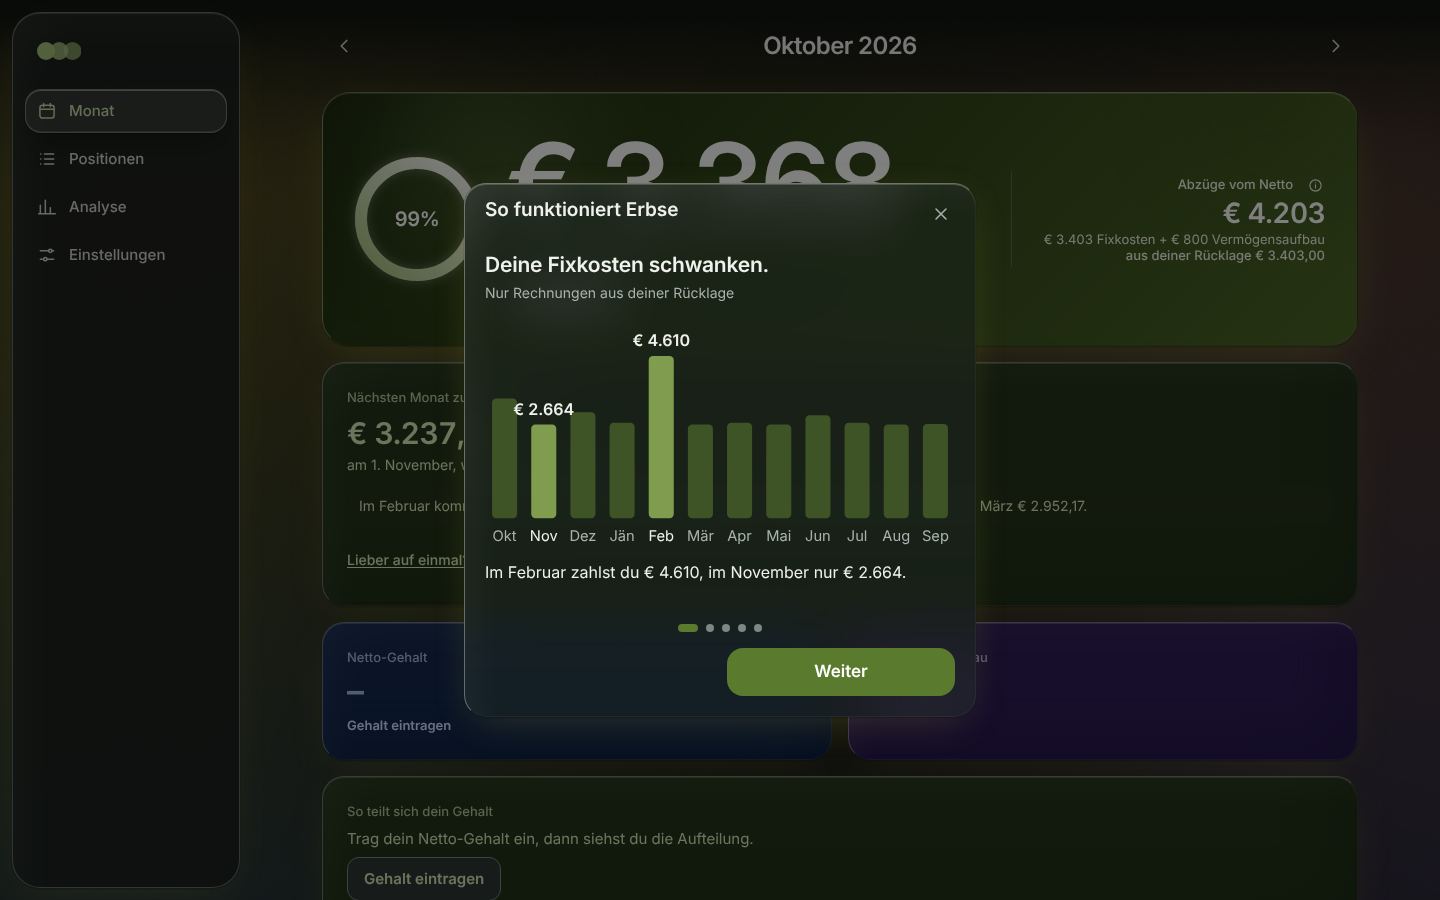 Oktober 2026
Monat
Positionen
Analyse
Einstellungen
99%
€ 3.368
Abzüge vom Netto
€ 4.203
€ 3.403 Fixkosten + € 800 Vermögensaufbau
aus deiner Rücklage € 3.403,00
So funktioniert Erbse
Deine Fixkosten schwanken.
Nur Rechnungen aus deiner Rücklage
€ 4.610
€ 2.664
Okt Nov Dez Jän Feb Mär Apr Mai Jun Jul Aug Sep
Im Februar zahlst du € 4.610, im November nur € 2.664.
Weiter
Nächsten Monat
€ 3.237,
am 1. November,
Im Februar
März € 2.952,17.
Lieber auf einmal
Netto-Gehalt
–
Gehalt eintragen
So teilt sich dein Gehalt
Trag dein Netto-Gehalt ein, dann siehst du die Aufteilung.
Gehalt eintragen